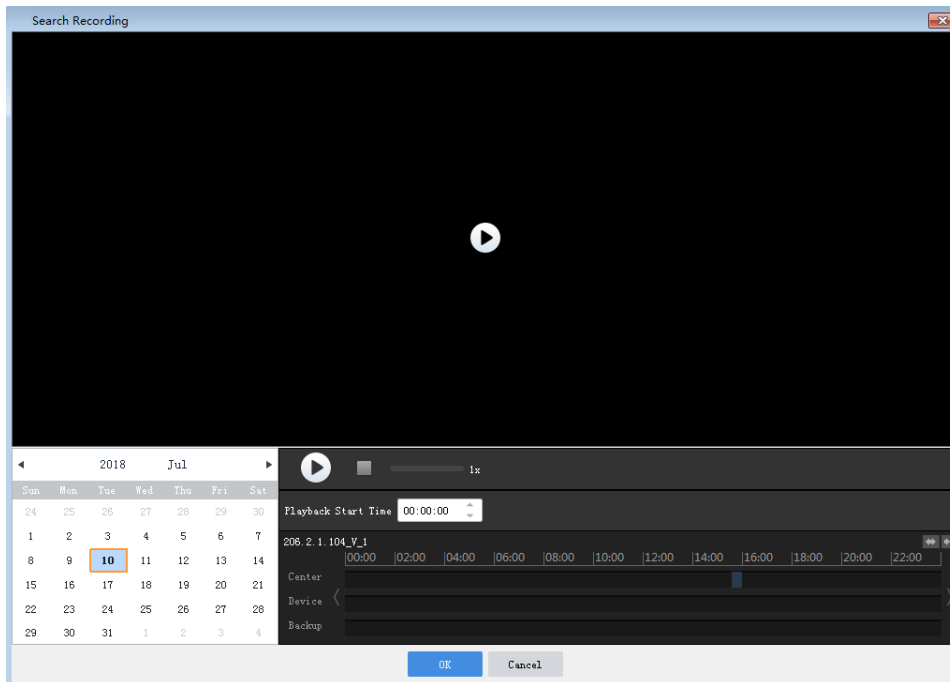 Search Recording
2018 Jul
1x
Sun Mon Tue Wed Thu Fri Sat
24 25 26 27 28 29 30
1 2 3 4 5 6 7
8 9 10 11 12 13 14
15 16 17 18 19 20 21
22 23 24 25 26 27 28
29 30 31 1 2 3 4
Playback Start Time 00:00:00
206.2.1.104_V_1
00:00 02:00 04:00 06:00 08:00 10:00 12:00 14:00 16:00 18:00 20:00 22:00
Center
Device
Backup
OK Cancel